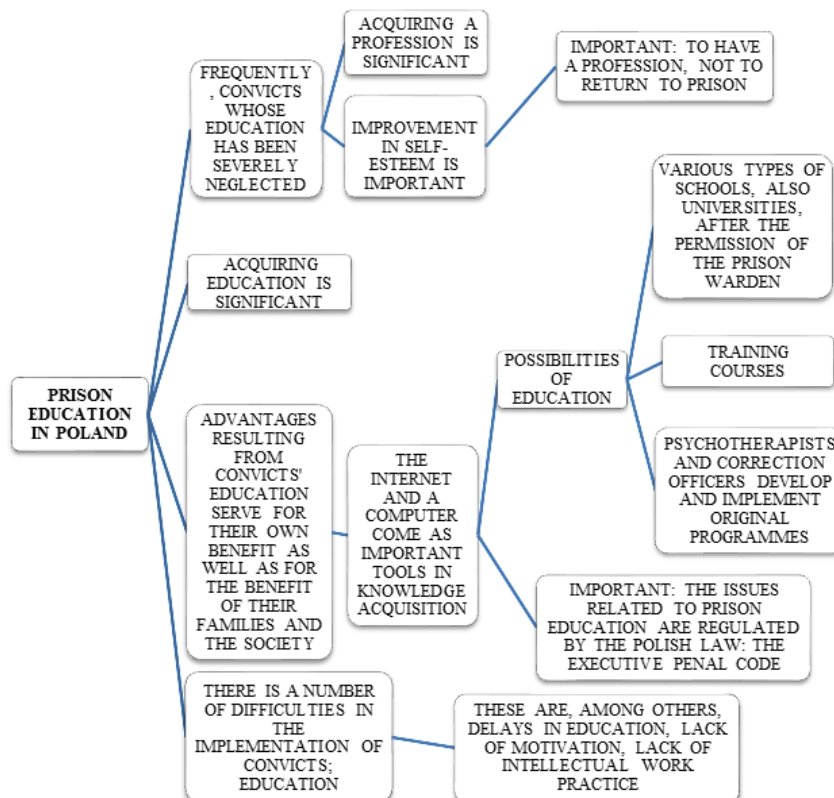 PRISON
EDUCATION
IN POLAND
FREQUENTLY
, CONVICTS
WHOSE
EDUCATION
HAS BEEN
SEVERELY
NEGLECTED
ACQUIRING A
PROFESSION IS
SIGNIFICANT
IMPROVEMENT
IN SELF-
ESTEEM IS
IMPORTANT
IMPORTANT: TO HAVE
A PROFESSION, NOT TO
RETURN TO PRISON
ACQUIRING
EDUCATION IS
SIGNIFICANT
ADVANTAGES
RESULTING
FROM CONVICTS'
EDUCATION
SERVE FOR
THEIR OWN
BENEFIT AS
WELL AS FOR
THE BENEFIT
OF THEIR
FAMILIES AND
THE SOCIETY
THE
INTERNET
AND A
COMPUTER
COME AS
IMPORTANT
TOOLS IN
KNOWLEDGE
ACQUISITION
POSSIBILITIES
OF
EDUCATION
VARIOUS TYPES OF
SCHOOLS, ALSO
UNIVERSITIES,
AFTER THE
PERMISSION OF
THE PRISON
WARDEN
TRAINING
COURSES
PSYCHOTHERAPISTS
AND CORRECTION
OFFICERS DEVELOP
AND IMPLEMENT
ORIGINAL
PROGRAMMES
IMPORTANT: THE ISSUES
RELATED TO PRISON
EDUCATION ARE REGULATED
BY THE POLISH LAW: THE
EXECUTIVE PENAL CODE
THERE IS A NUMBER
OF DIFFICULTIES IN
THE
IMPLEMENTATION OF
CONVICTS;
EDUCATION
THESE ARE, AMONG OTHERS,
DELAYS IN EDUCATION, LACK
OF MOTIVATION, LACK OF
INTELLECTUAL WORK
PRACTICE